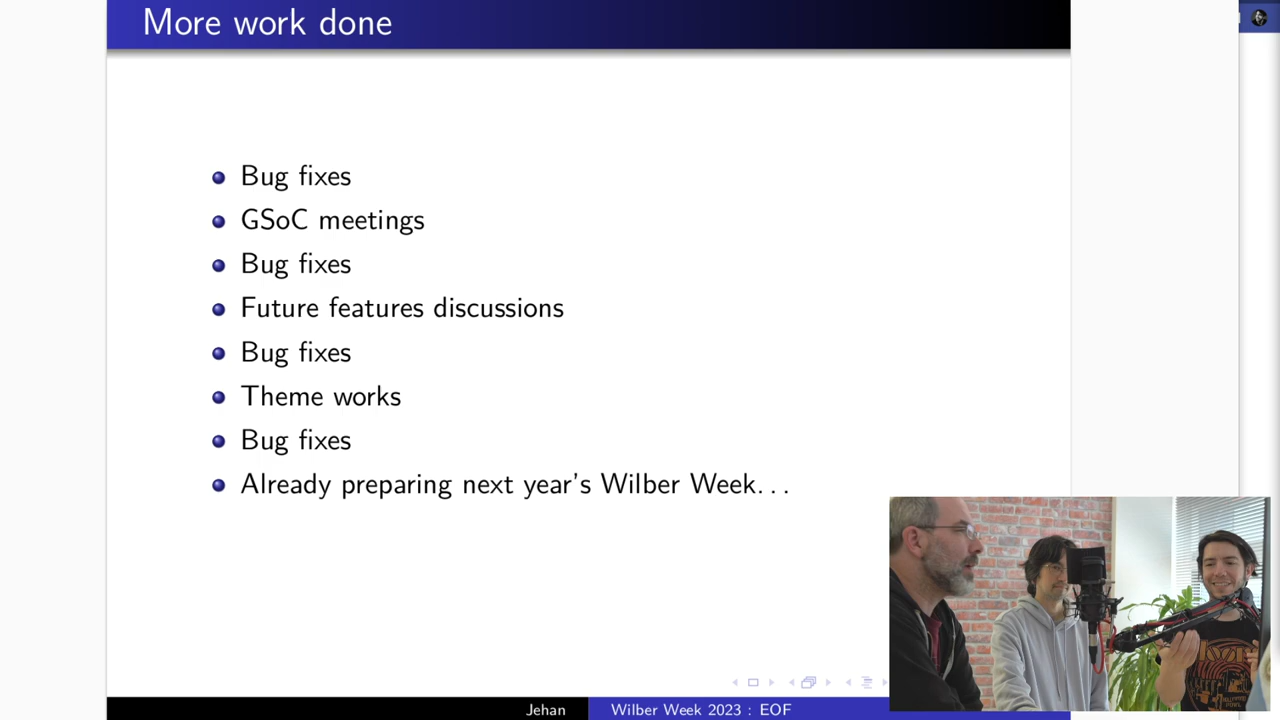 More work done
Bug fixes
GSoC meetings
Bug fixes
Future features discussions
Bug fixes
Theme works
Bug fixes
Already preparing next year's Wilber Week...
Jehan
Wilber Week 2023 : EOF